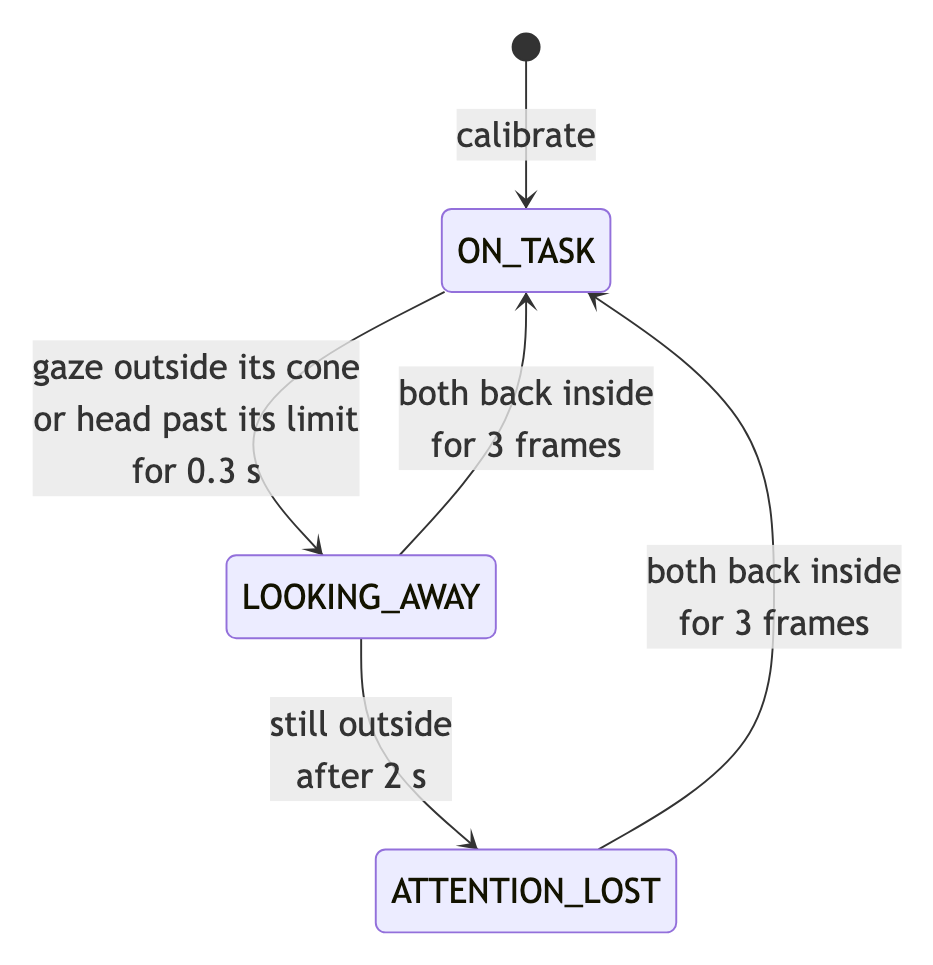 calibrate
ON_TASK
gaze outside its cone
or head past its limit
for 0.3 s
both back inside
for 3 frames
LOOKING_AWAY
both back inside
for 3 frames
still outside
after 2 s
ATTENTION_LOST